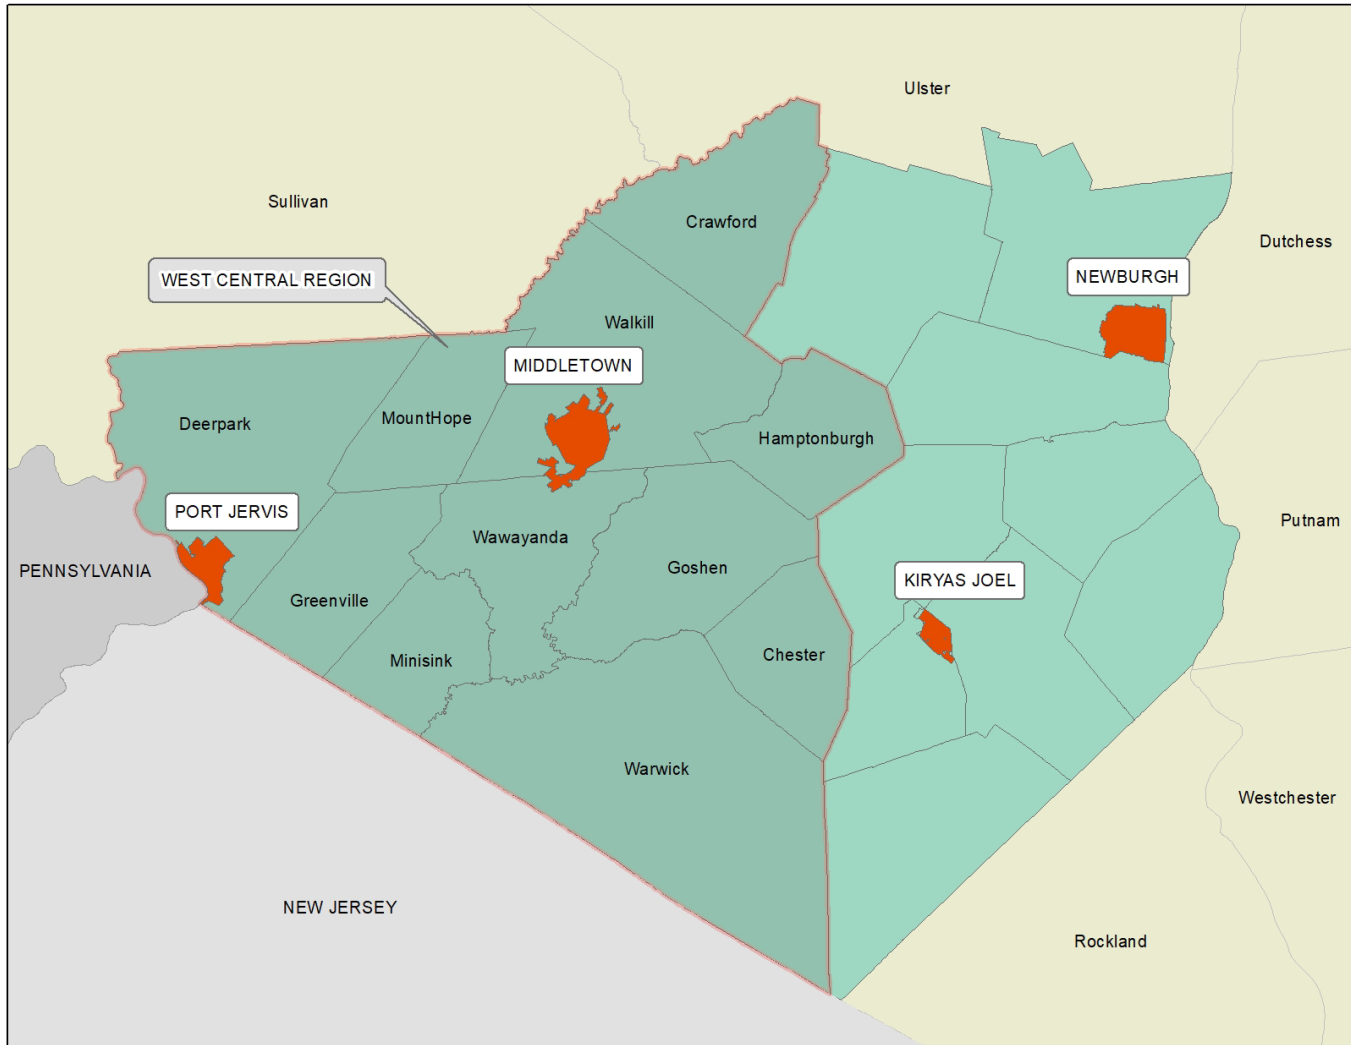 Ulster
Sullivan
Crawford
Dutchess
WEST CENTRAL REGION
NEWBURGH
Walkill
MIDDLETOWN
Deerpark
MountHope
Hamptonburgh
PORT JERVIS
Putnam
Wawayanda
PENNSYLVANIA
Goshen
KIRYAS JOEL
Greenville
Minisink
Chester
Warwick
Westchester
NEW JERSEY
Rockland